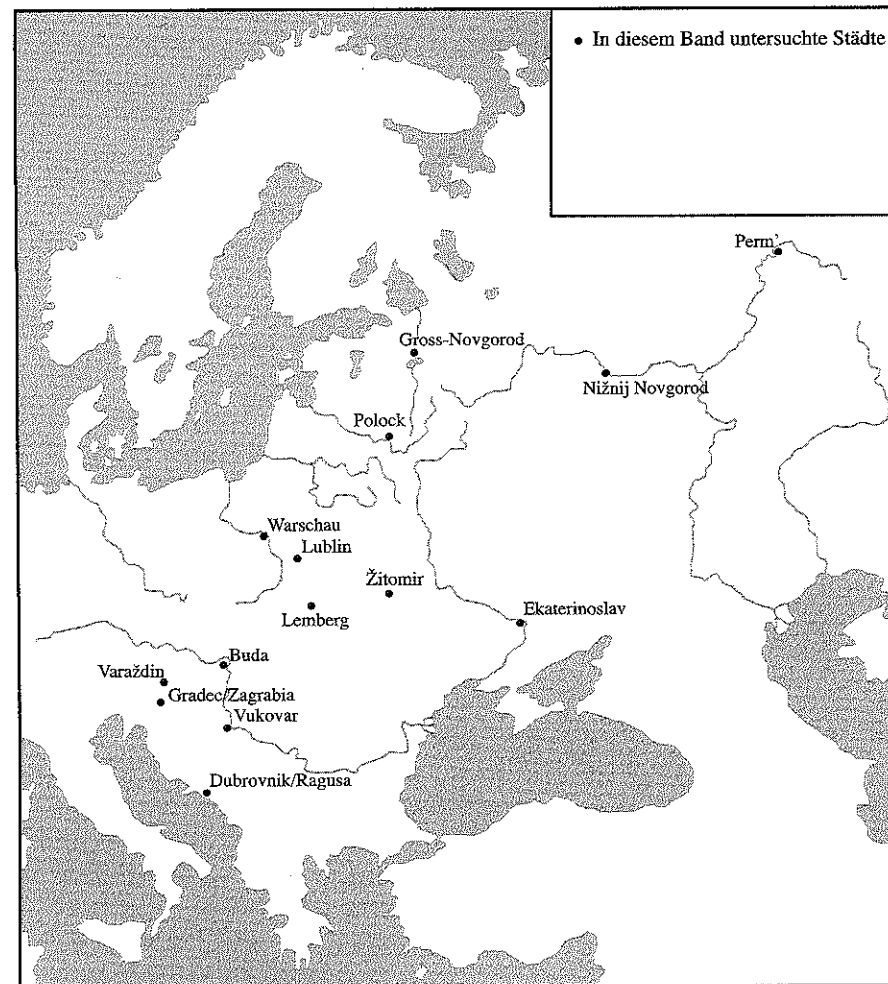 • In diesem Band untersuchte Städte
Perm'
Gross-Novgorod
Nižnij Novgorod
Polock
Warschau
Lublin
Žitomir
Lemberg
Ekaterinoslav
Buda
Varaždin
Gradec/Zagrabia
Vukovar
Dubrovnik/Ragusa